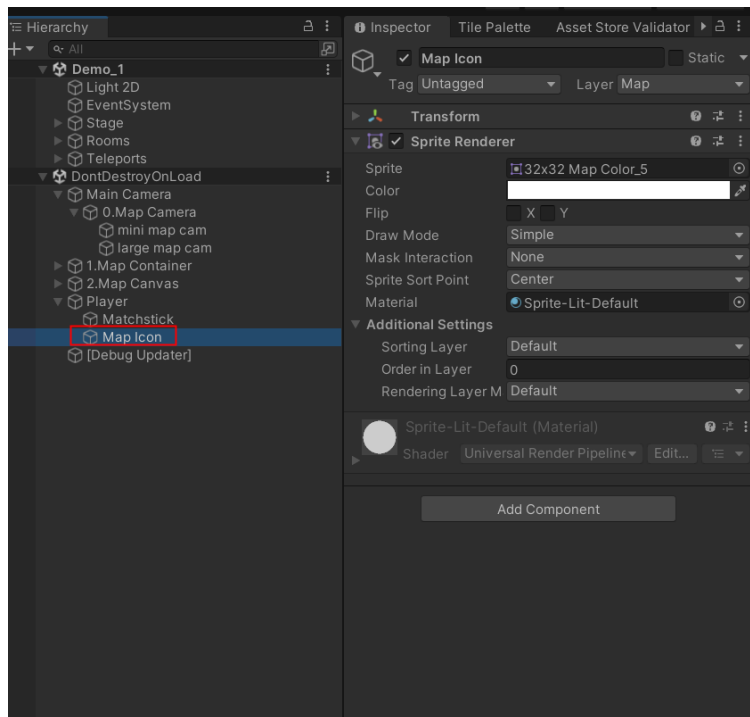 Hierarchy
All
Demo_1
Light 2D
EventSystem
Stage
Rooms
Teleports
DontDestroyOnLoad
Main Camera
0.Map Camera
mini map cam
large map cam
1.Map Container
2.Map Canvas
Player
Matchstick
Map Icon
[Debug Updater]
Inspector Tile Palette Asset Store Validator
Map Icon Static
Tag Untagged Layer Map
Transform
Sprite Renderer
Sprite 32x32 Map Color_5
Color
Flip X Y
Draw Mode Simple
Mask Interaction None
Sprite Sort Point Center
Material Sprite-Lit-Default
Additional Settings
Sorting Layer Default
Order in Layer 0
Rendering Layer M Default
Sprite-Lit-Default (Material)
Shader Universal Render Pipeline Edit...
Add Component